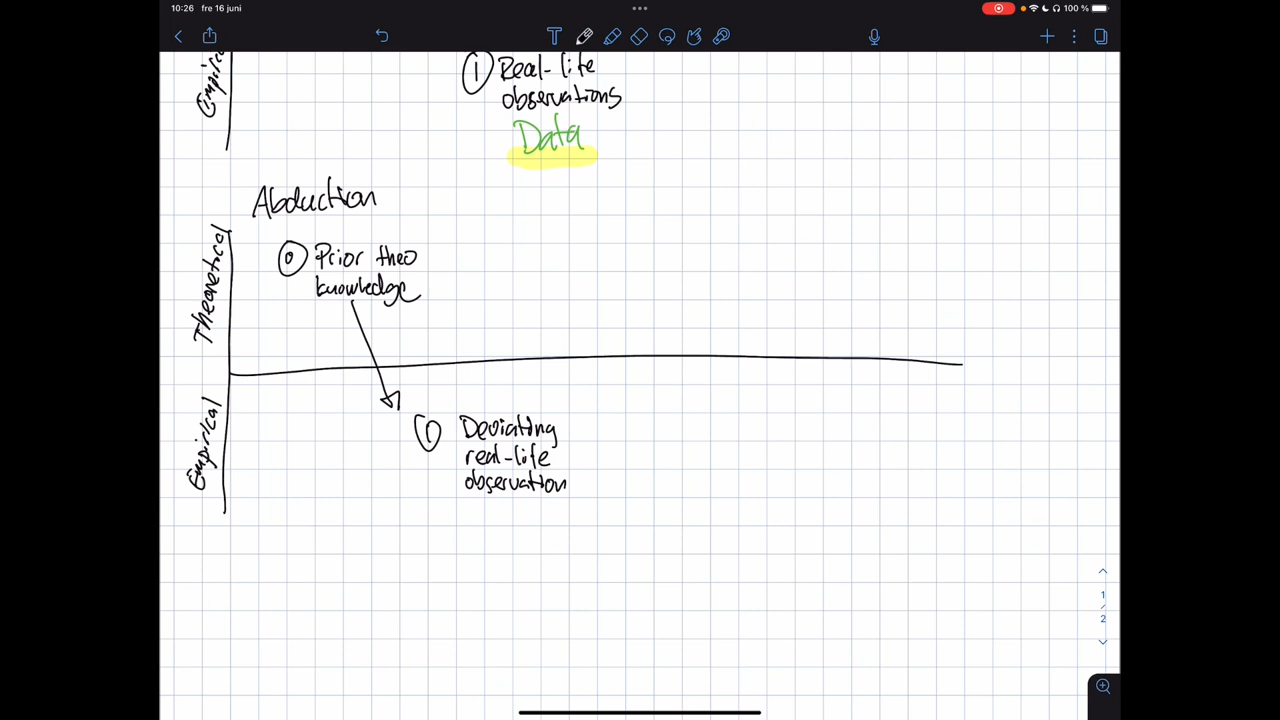 10:26 fre 16 juni
100 %
Empirica
① Real-life
observations
Data
Abduction
Theoretical
⓪ Prior theo
knowledge
Empirical
① Deviating
real-life
observation
1
/
2